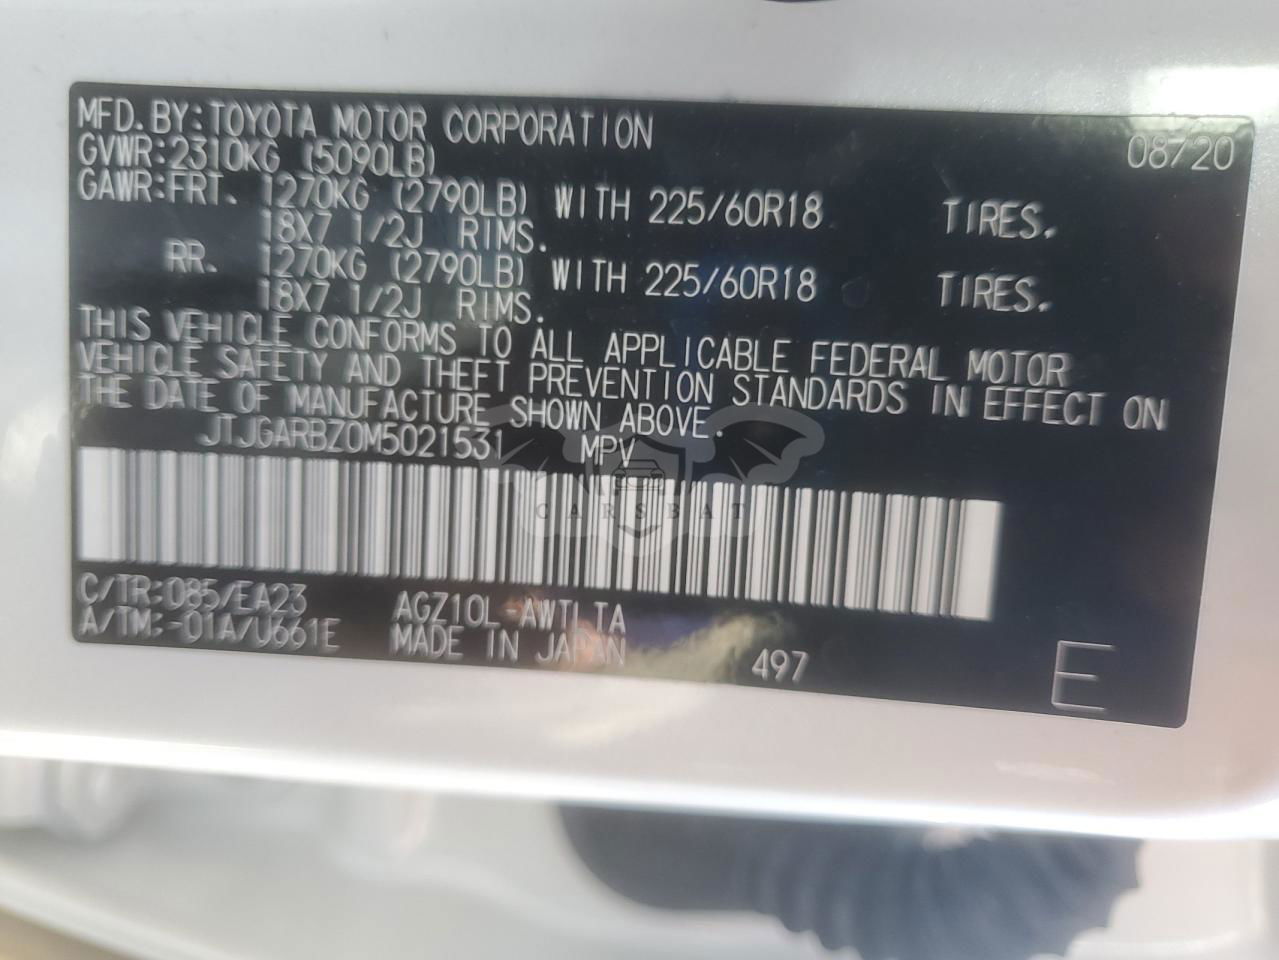 MFD. BY: TOYOTA MOTOR CORPORATION 08/20
GVWR: 2310KG (5090LB)
GAWR: FRT. 1270KG (2790LB) WITH 225/60R18 TIRES.
18X7 1/2J RIMS.
RR. 1270KG (2790LB) WITH 225/60R18 TIRES.
18X7 1/2J RIMS.
THIS VEHICLE CONFORMS TO ALL APPLICABLE FEDERAL MOTOR
VEHICLE SAFETY AND THEFT PREVENTION STANDARDS IN EFFECT ON
THE DATE OF MANUFACTURE SHOWN ABOVE.
JTJGARBZ0M5021531 MPV
CARSBAT
C/TR: 085/EA23 AGZ10L-AWTLTA
A/TM: -01A/U661E MADE IN JAPAN 497 E